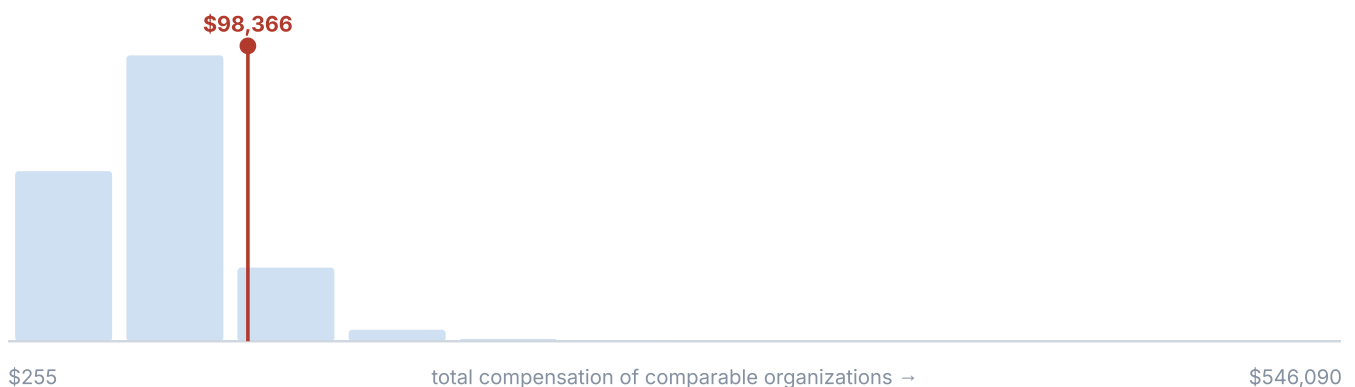 $98,366
$255 total compensation of comparable organizations → $546,090